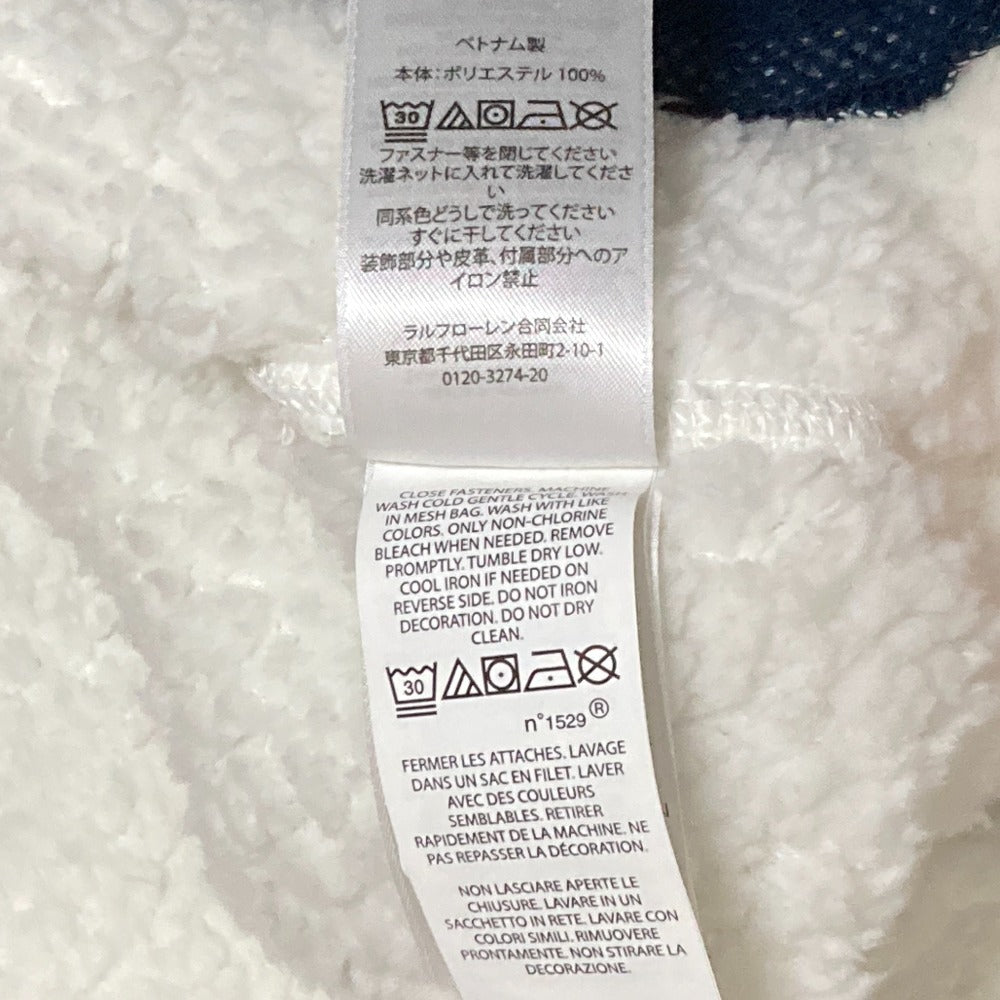 ベトナム製
本体：ポリエステル 100%
30
ファスナー等を閉じてください
洗濯ネットに入れて洗濯してくださ
い
同系色どうしで洗ってください
すぐに干してください
装飾部分や皮革、付属部分へのア
イロン禁止
ラルフローレン合同会社
東京都千代田区永田町2-10-1
0120-3274-20
CLOSE FASTENERS. MACHINE
WASH COLD GENTLE CYCLE. WASH
IN MESH BAG. WASH WITH LIKE
COLORS. ONLY NON-CHLORINE
BLEACH WHEN NEEDED. REMOVE
PROMPTLY. TUMBLE DRY LOW.
COOL IRON IF NEEDED ON
REVERSE SIDE. DO NOT IRON
DECORATION. DO NOT DRY
CLEAN.
30
n°1529 ®
FERMER LES ATTACHES. LAVAGE
DANS UN SAC EN FILET. LAVER
AVEC DES COULEURS
SEMBLABLES. RETIRER
RAPIDEMENT DE LA MACHINE. NE
PAS REPASSER LA DÉCORATION.
NON LASCIARE APERTE LE
CHIUSURE. LAVARE IN UN
SACCHETTO IN RETE. LAVARE CON
COLORI SIMILI. RIMUOVERE
PRONTAMENTE. NON STIRARE LA
DECORAZIONE.